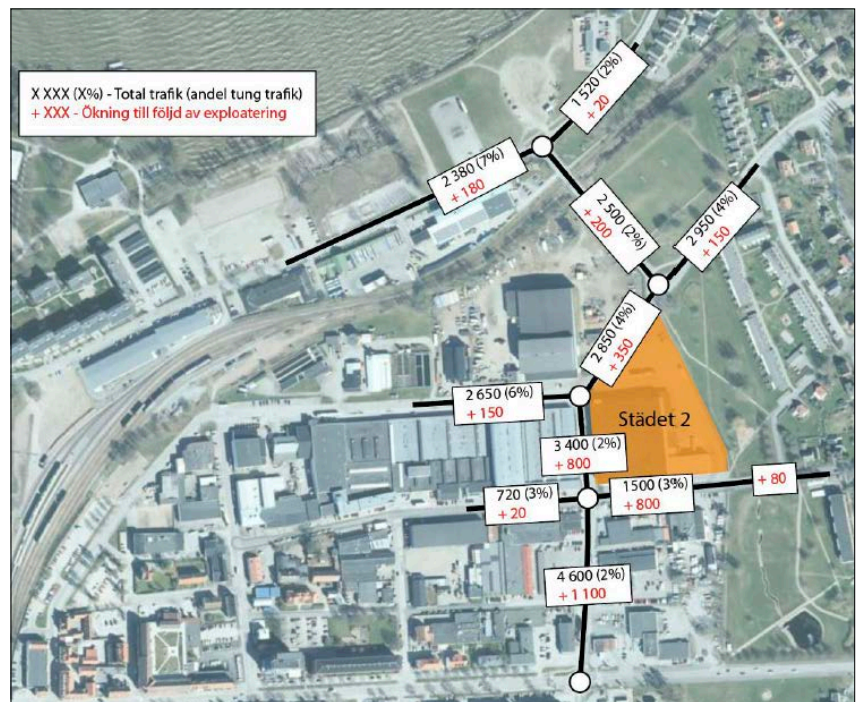 X XXX (X%) - Total trafik (andel tung trafik)
+ XXX - Ökning till följd av exploatering
1 520 (2%)
+ 20
2 380 (7%)
+ 180
2 500 (2%)
+ 200
2 950 (4%)
+ 150
2 850 (4%)
+ 350
2 650 (6%)
+ 150
Städet 2
3 400 (2%)
+ 800
720 (3%)
+ 20
1500 (3%)
+ 800
+ 80
4 600 (2%)
+ 1 100